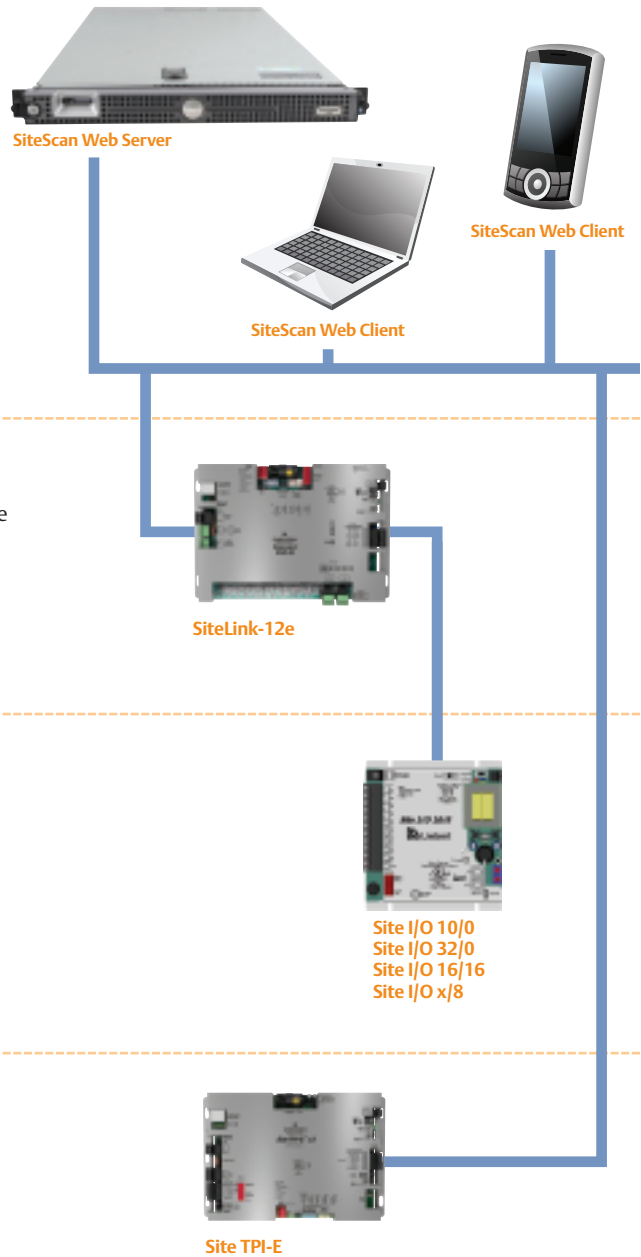 SiteScan Web Server
SiteScan Web Client
SiteScan Web Client
e
SiteLink-12e
Site I/O 10/0
Site I/O 32/0
Site I/O 16/16
Site I/O x/8
Site TPI-E